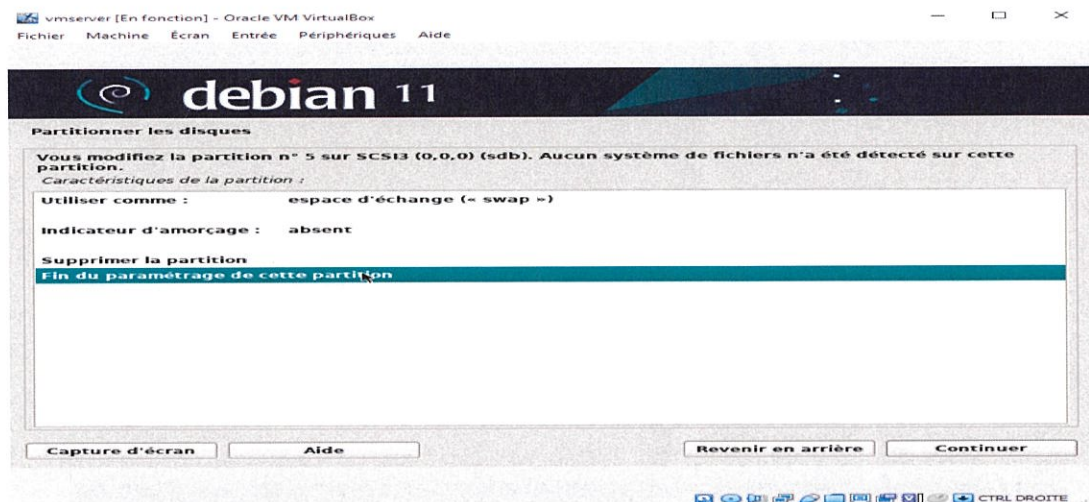 vmserver [En fonction] - Oracle VM VirtualBox
Fichier Machine Écran Entrée Périphériques Aide
debian 11
Partitionner les disques
Vous modifiez la partition n° 5 sur SCSI3 (0,0,0) (sdb). Aucun système de fichiers n'a été détecté sur cette
partition.
Caractéristiques de la partition :
Utiliser comme : espace d'échange (« swap »)
Indicateur d'amorçage : absent
Supprimer la partition
Fin du paramétrage de cette partition
Capture d'écran Aide Revenir en arrière Continuer
CTRL DROITE